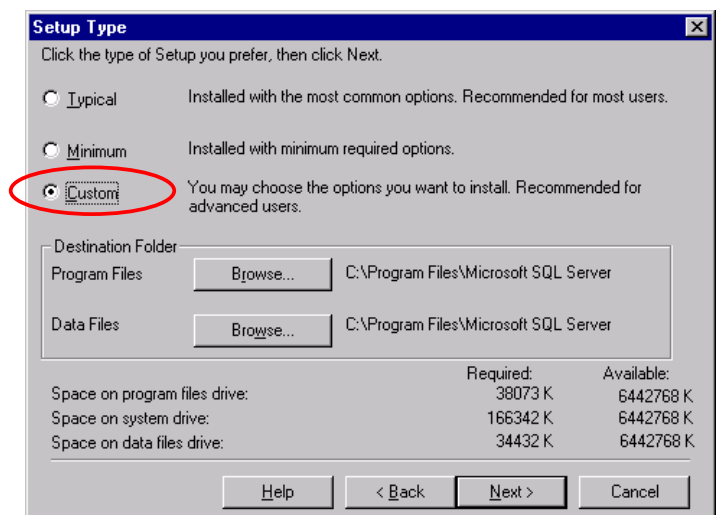 Setup Type
Click the type of Setup you prefer, then click Next.
Typical Installed with the most common options. Recommended for most users.
Minimum Installed with minimum required options.
Custom You may choose the options you want to install. Recommended for
advanced users.
Destination Folder
Program Files Browse... C:\Program Files\Microsoft SQL Server
Data Files Browse... C:\Program Files\Microsoft SQL Server
Required: Available:
Space on program files drive: 38073 K 6442768 K
Space on system drive: 166342 K 6442768 K
Space on data files drive: 34432 K 6442768 K
Help < Back Next > Cancel